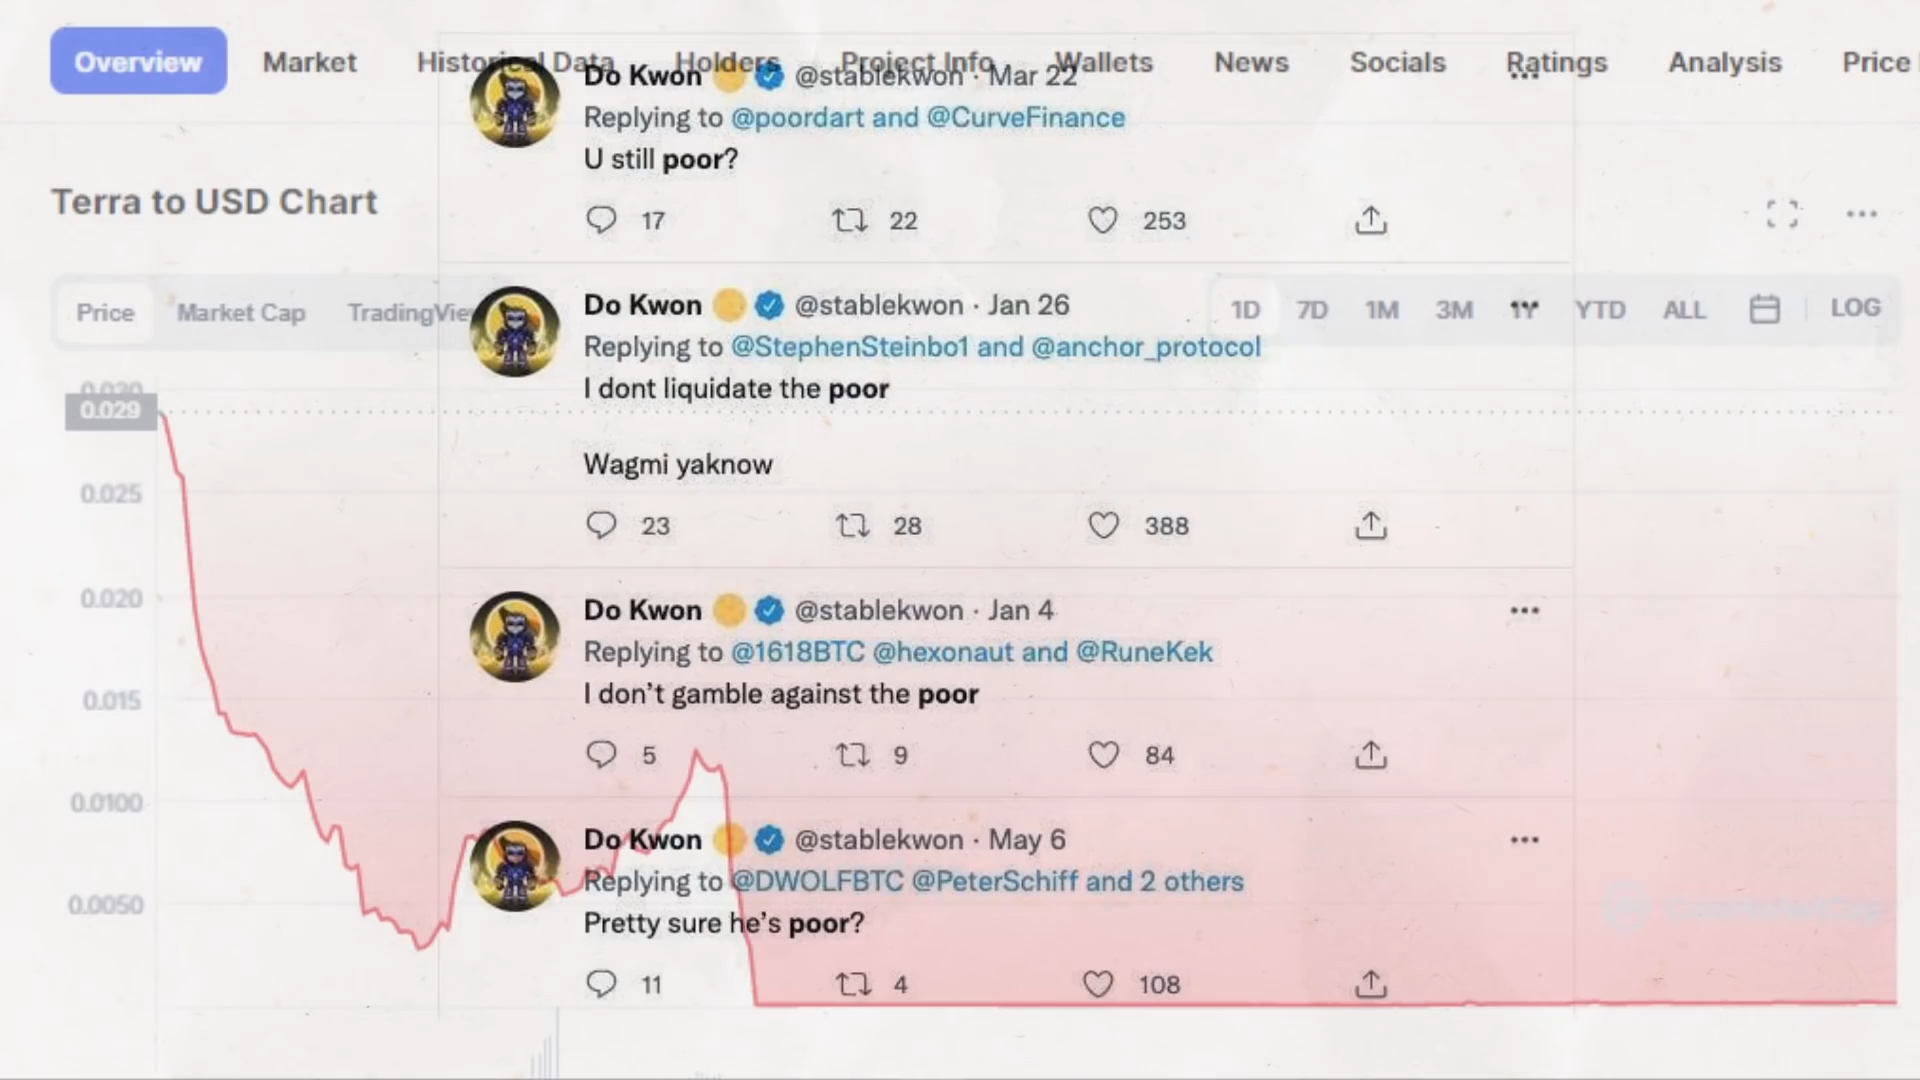 Overview Market Historical Data Holders Project Info Wallets News Socials Ratings Analysis Price
Do Kwon @stablekwon · Mar 22
Replying to @poordart and @CurveFinance
U still poor?
17 22 253
Terra to USD Chart
Price Market Cap TradingVie
1D 7D 1M 3M 1Y YTD ALL LOG
Do Kwon @stablekwon · Jan 26
Replying to @StephenSteinbo1 and @anchor_protocol
I dont liquidate the poor
Wagmi yaknow
23 28 388
Do Kwon @stablekwon · Jan 4
Replying to @1618BTC @hexonaut and @RuneKek
I don't gamble against the poor
5 9 84
Do Kwon @stablekwon · May 6
Replying to @DWOLFBTC @PeterSchiff and 2 others
Pretty sure he's poor?
11 4 108
0.030
0.029
0.025
0.020
0.015
0.0100
0.0050